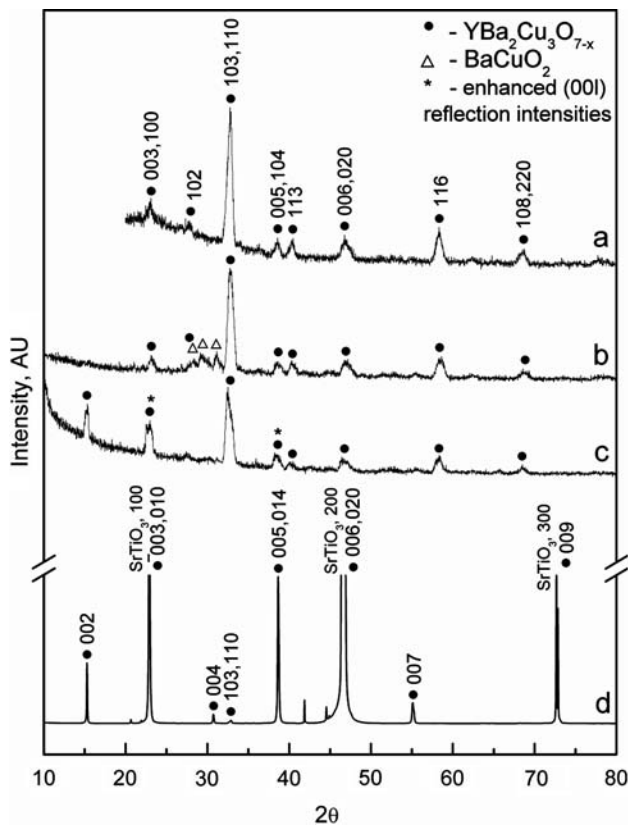 ● - YBa₂Cu₃O₇₋ₓ
△ - BaCuO₂
* - enhanced (00l)
reflection intensities
003,100
102
103,110
005,104
113
006,020
116
108,220
a
b
c
*
*
002
SrTiO₃, 100
003,010
004
103,110
005,014
SrTiO₃, 200
006,020
007
SrTiO₃, 300
009
d
Intensity, AU
10 20 30 40 50 60 70 80
2θ